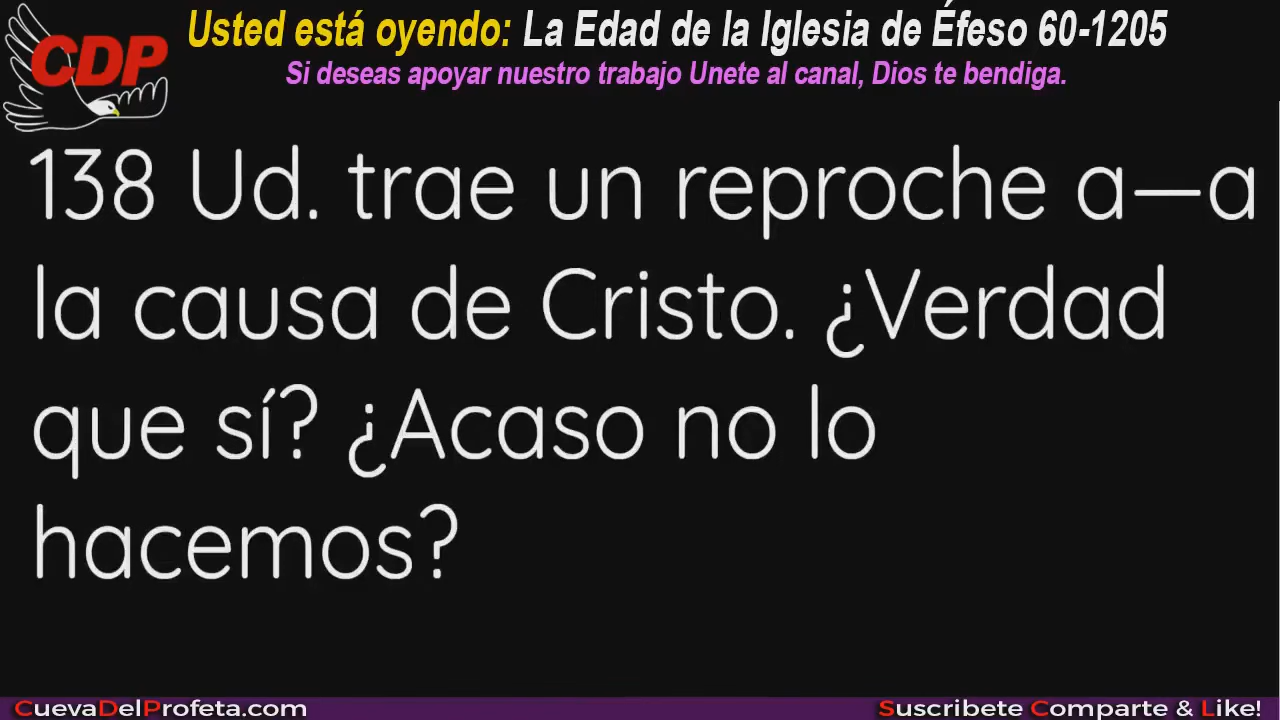 CDP
Usted está oyendo: La Edad de la Iglesia de Éfeso 60-1205
Si deseas apoyar nuestro trabajo Unete al canal, Dios te bendiga.
138 Ud. trae un reproche a—a
la causa de Cristo. ¿Verdad
que sí? ¿Acaso no lo
hacemos?
CuevaDelProfeta.com
Suscribete Comparte & Like!